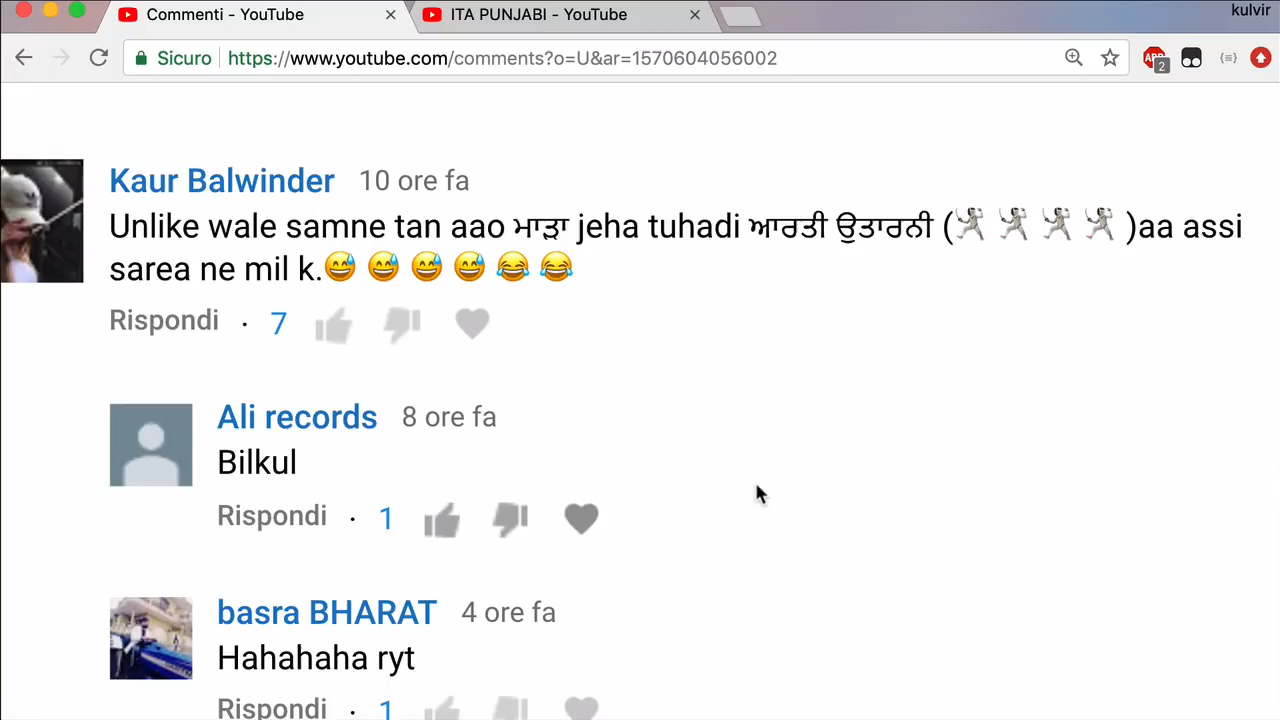 kulvir
Commenti - YouTube
ITA PUNJABI - YouTube
Sicuro https://www.youtube.com/comments?o=U&ar=1570604056002
2
Kaur Balwinder 10 ore fa
Unlike wale samne tan aao ਮਾੜਾ jeha tuhadi ਆਰਤੀ ਉਤਾਰਨੀ (🤺🤺🤺🤺)aa assi
sarea ne mil k.😅😅😅😅😂😂
Rispondi · 7
Ali records 8 ore fa
Bilkul
Rispondi · 1
basra BHARAT 4 ore fa
Hahahaha ryt
Rispondi · 1